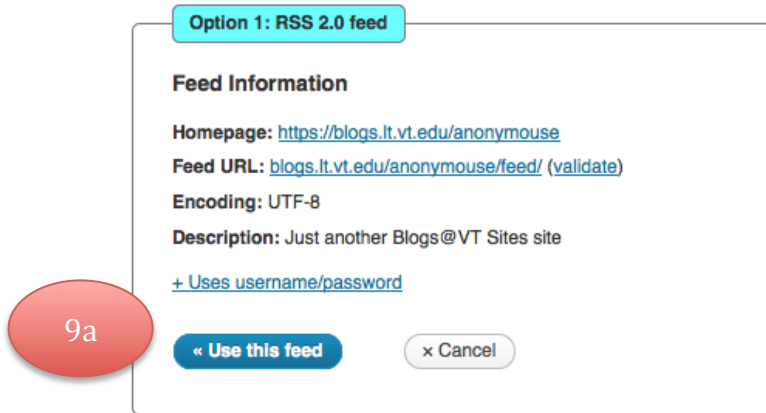 Option 1: RSS 2.0 feed
Feed Information
Homepage: https://blogs.lt.vt.edu/anonymouse
Feed URL: blogs.lt.vt.edu/anonymouse/feed/ (validate)
Encoding: UTF-8
Description: Just another Blogs@VT Sites site
+ Uses username/password
9a
« Use this feed
× Cancel